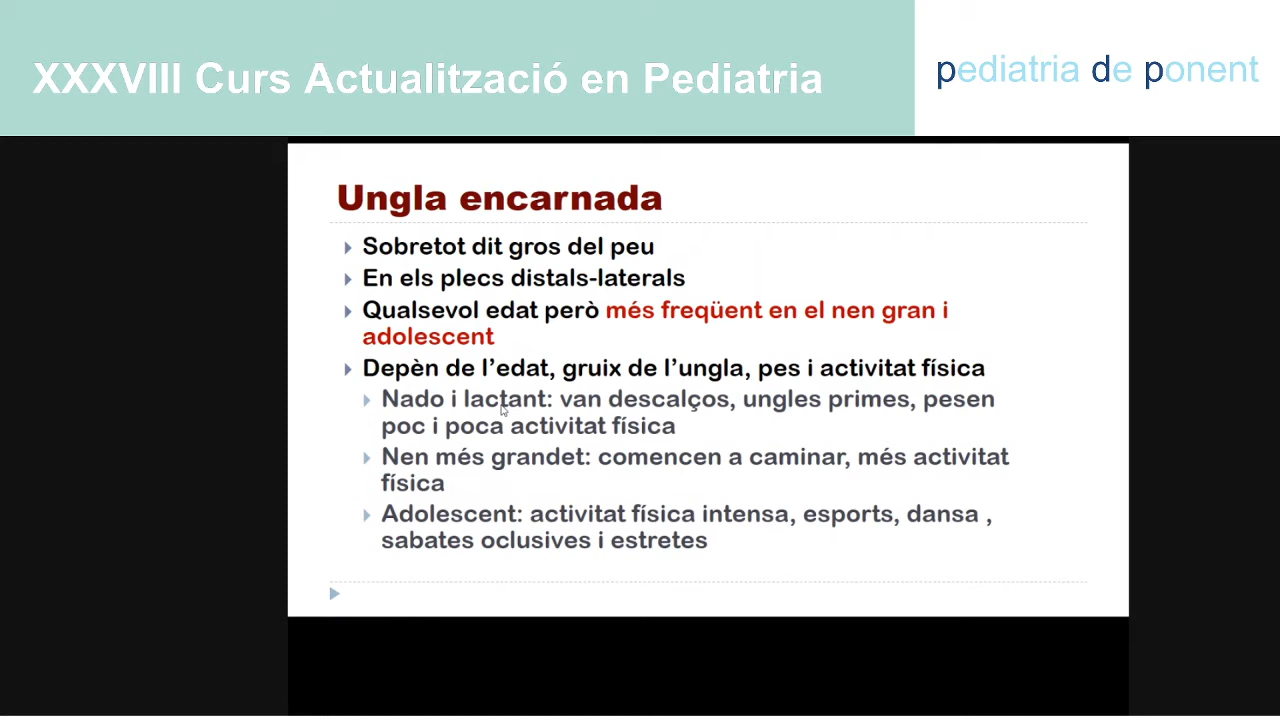 XXXVIII Curs Actualització en Pediatria
pediatria de ponent
Ungla encarnada
Sobretot dit gros del peu
En els plecs distals-laterals
Qualsevol edat però més freqüent en el nen gran i
adolescent
Depèn de l’edat, gruix de l’ungla, pes i activitat física
Nado i lactant: van descalços, ungles primes, pesen
poc i poca activitat física
Nen més grandet: comencen a caminar, més activitat
física
Adolescent: activitat física intensa, esports, dansa ,
sabates oclusives i estretes